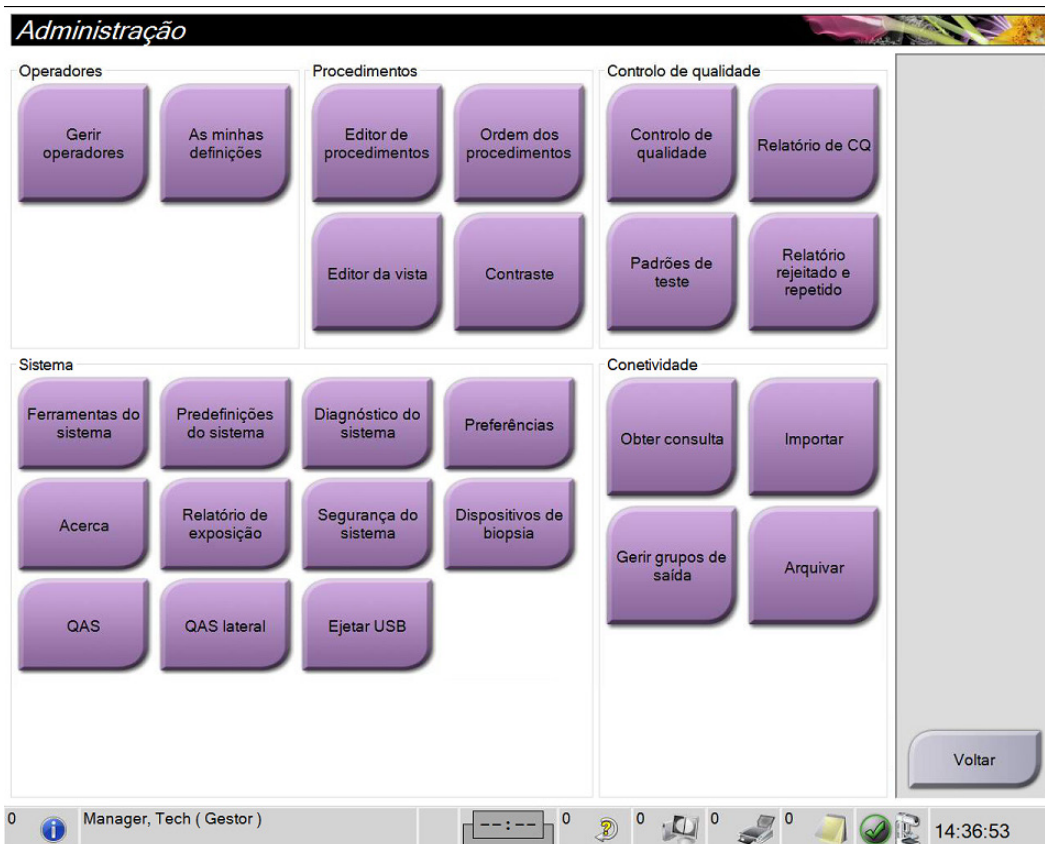 Administração
Operadores
Gerir
operadores
As minhas
definições
Procedimentos
Editor de
procedimentos
Ordem dos
procedimentos
Editor da vista
Contraste
Controlo de qualidade
Controlo de
qualidade
Relatório de CQ
Padrões de
teste
Relatório
rejeitado e
repetido
Sistema
Ferramentas do
sistema
Predefinições
do sistema
Diagnóstico do
sistema
Preferências
Acerca
Relatório de
exposição
Segurança do
sistema
Dispositivos de
biopsia
QAS
QAS lateral
Ejetar USB
Conetividade
Obter consulta
Importar
Gerir grupos de
saída
Arquivar
Voltar
0
Manager, Tech ( Gestor )
--:--
0
0
0
0
14:36:53